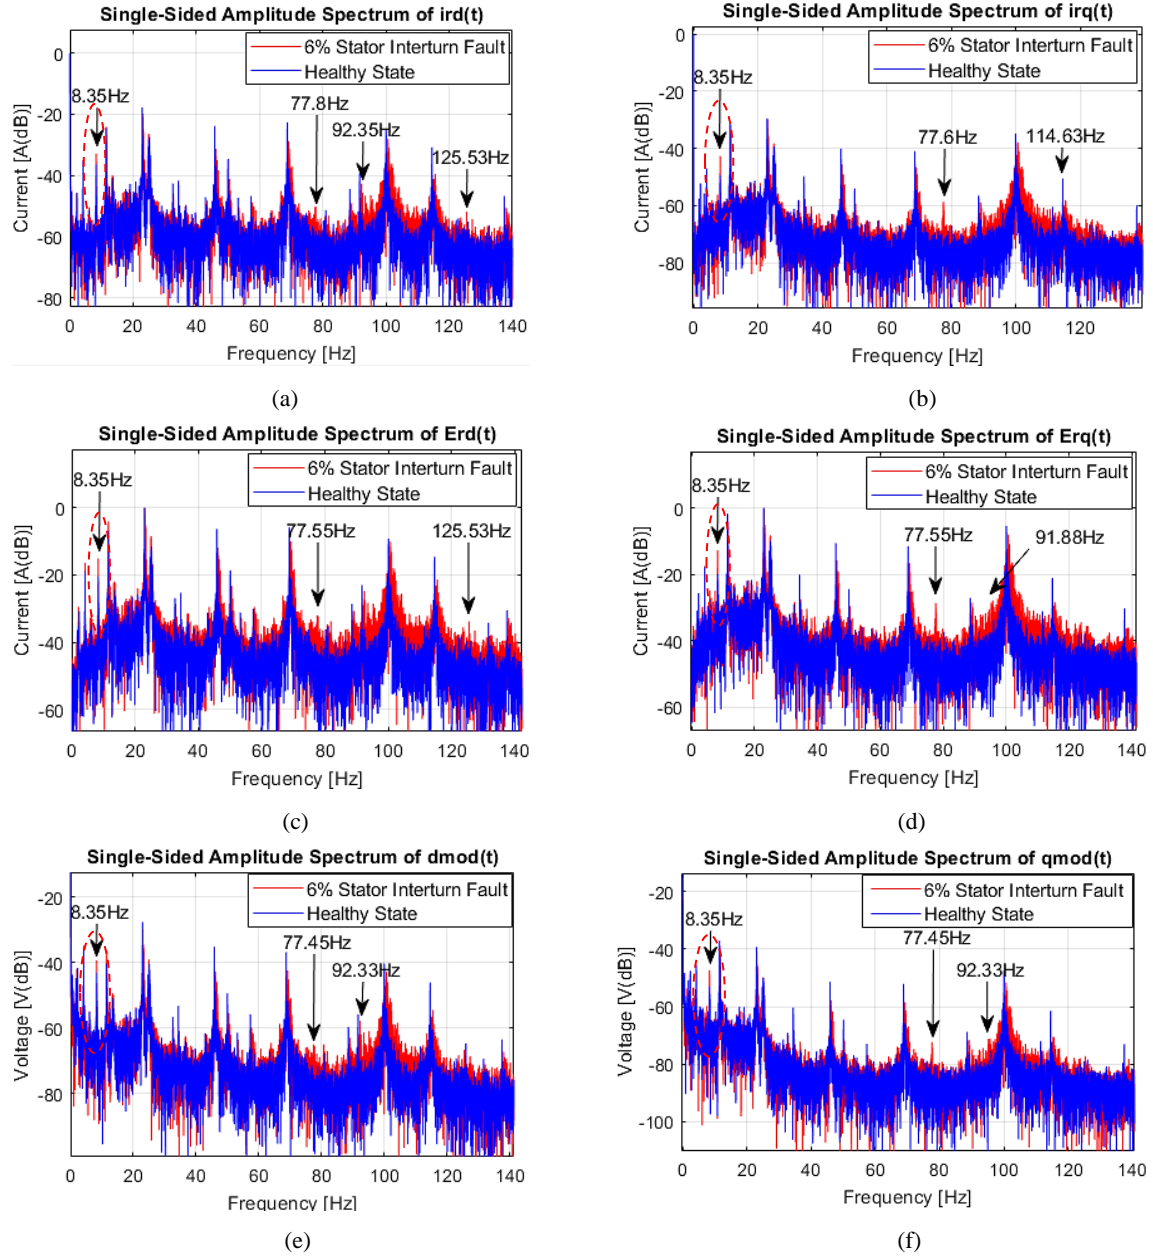 Single-Sided Amplitude Spectrum of ird(t)
6% Stator Interturn Fault
Healthy State
8.35Hz
77.8Hz
92.35Hz
125.53Hz
Current [A(dB)]
0
-20
-40
-60
-80
0 20 40 60 80 100 120 140
Frequency [Hz]
(a)
Single-Sided Amplitude Spectrum of irq(t)
6% Stator Interturn Fault
Healthy State
8.35Hz
77.6Hz
114.63Hz
Current [A(dB)]
0
-20
-40
-60
-80
0 20 40 60 80 100 120
Frequency [Hz]
(b)
Single-Sided Amplitude Spectrum of Erd(t)
6% Stator Interturn Fault
Healthy State
8.35Hz
77.55Hz
125.53Hz
Current [A(dB)]
0
-20
-40
-60
0 20 40 60 80 100 120 140
Frequency [Hz]
(c)
Single-Sided Amplitude Spectrum of Erq(t)
6% Stator Interturn Fault
Healthy State
8.35Hz
77.55Hz
91.88Hz
Current [A(dB)]
0
-20
-40
-60
0 20 40 60 80 100 120 140
Frequency [Hz]
(d)
Single-Sided Amplitude Spectrum of dmod(t)
6% Stator Interturn Fault
Healthy State
8.35Hz
77.45Hz
92.33Hz
Voltage [V(dB)]
-20
-40
-60
-80
0 20 40 60 80 100 120 140
Frequency [Hz]
(e)
Single-Sided Amplitude Spectrum of qmod(t)
6% Stator Interturn Fault
Healthy State
8.35Hz
77.45Hz
92.33Hz
Voltage [V(dB)]
-20
-40
-60
-80
-100
0 20 40 60 80 100 120 140
Frequency [Hz]
(f)